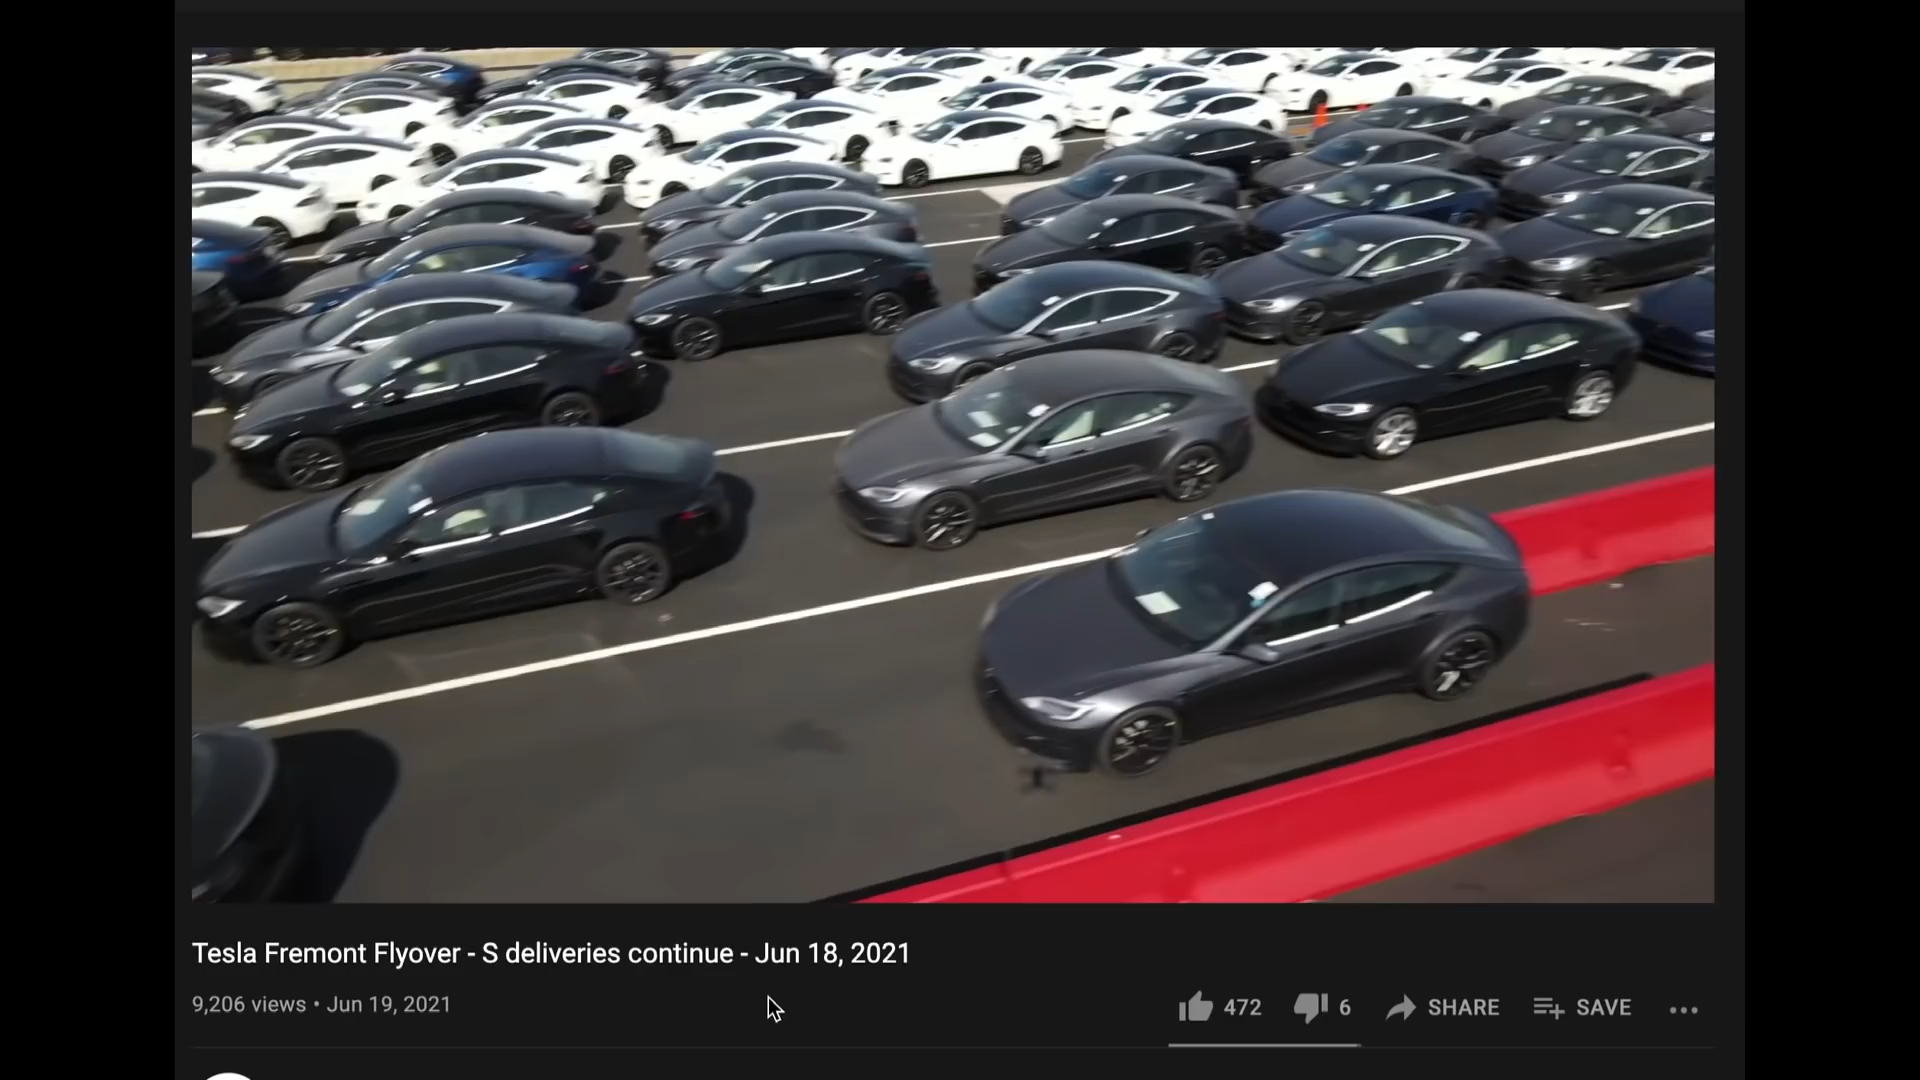 Tesla Fremont Flyover - S deliveries continue - Jun 18, 2021
9,206 views • Jun 19, 2021
472
6
SHARE
SAVE